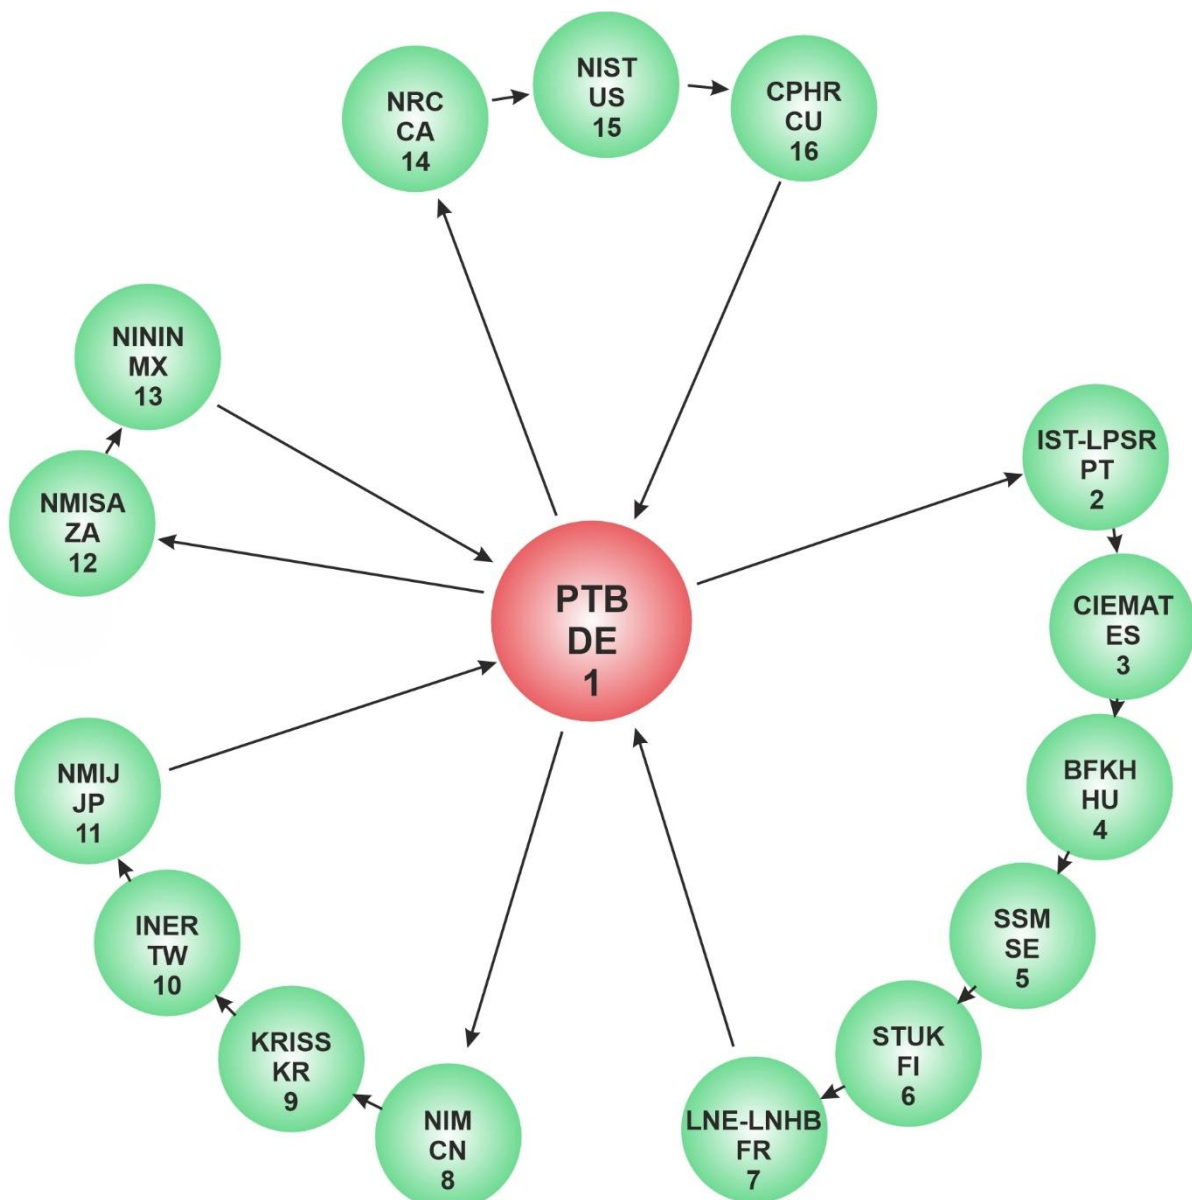 NRC
CA
14
NIST
US
15
CPHR
CU
16
NININ
MX
13
NMISA
ZA
12
PTB
DE
1
IST-LPSR
PT
2
CIEMAT
ES
3
BFKH
HU
4
SSM
SE
5
STUK
FI
6
LNE-LNHB
FR
7
NIM
CN
8
KRISS
KR
9
INER
TW
10
NMIJ
JP
11